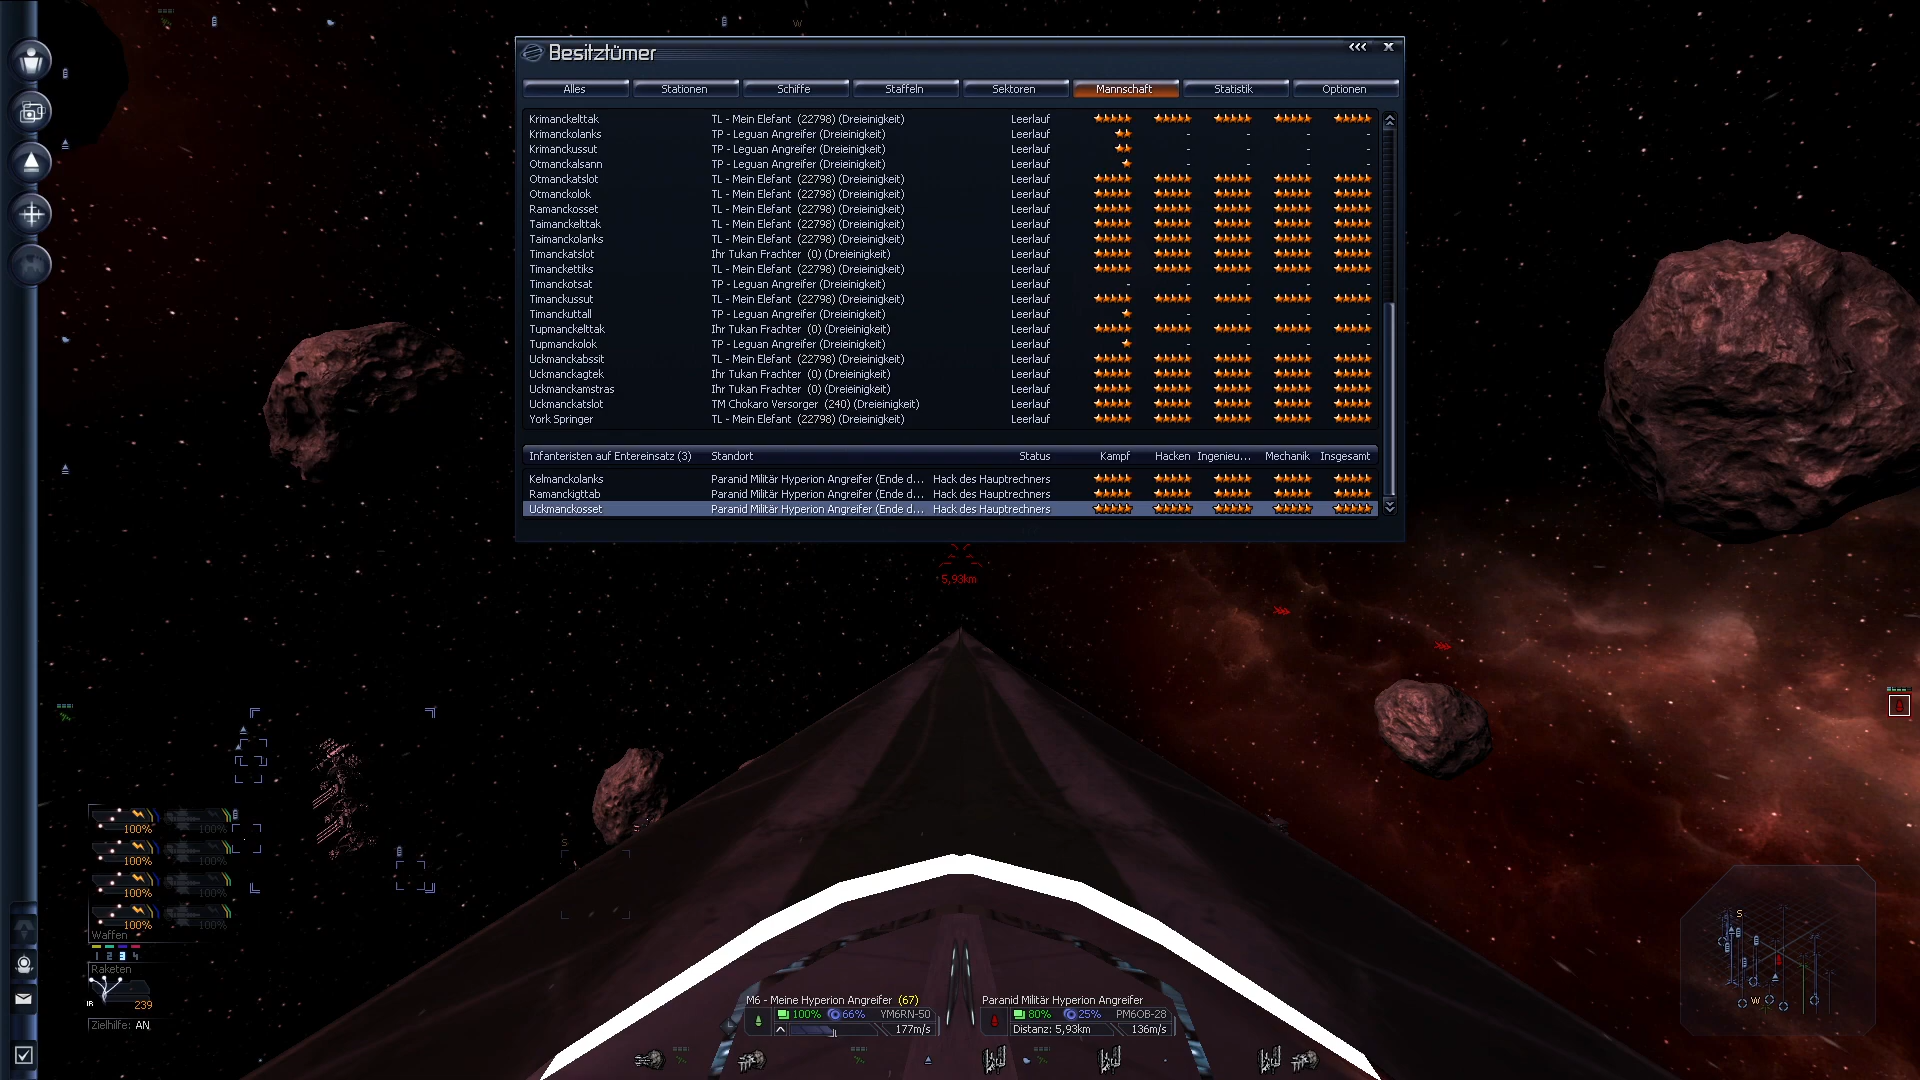 W
Besitztümer
Alles Stationen Schiffe Staffeln Sektoren Mannschaft Statistik Optionen
Krimanckelttak TL - Mein Elefant (22798) (Dreieinigkeit) Leerlauf
Krimanckolanks TP - Leguan Angreifer (Dreieinigkeit) Leerlauf - - - -
Krimanckussut TP - Leguan Angreifer (Dreieinigkeit) Leerlauf - - - -
Otmanckalsann TP - Leguan Angreifer (Dreieinigkeit) Leerlauf - - - -
Otmanckatslot TL - Mein Elefant (22798) (Dreieinigkeit) Leerlauf
Otmanckolok TL - Mein Elefant (22798) (Dreieinigkeit) Leerlauf
Ramanckosset TL - Mein Elefant (22798) (Dreieinigkeit) Leerlauf
Taimanckelttak TL - Mein Elefant (22798) (Dreieinigkeit) Leerlauf
Taimanckolanks TL - Mein Elefant (22798) (Dreieinigkeit) Leerlauf
Timanckatslot Ihr Tukan Frachter (0) (Dreieinigkeit) Leerlauf
Timanckettiks TL - Mein Elefant (22798) (Dreieinigkeit) Leerlauf
Timanckotsat TP - Leguan Angreifer (Dreieinigkeit) Leerlauf - - - - -
Timanckussut TL - Mein Elefant (22798) (Dreieinigkeit) Leerlauf
Timanckuttall TP - Leguan Angreifer (Dreieinigkeit) Leerlauf - - - -
Tupmanckelttak Ihr Tukan Frachter (0) (Dreieinigkeit) Leerlauf
Tupmanckolok TP - Leguan Angreifer (Dreieinigkeit) Leerlauf - - - -
Uckmanckabssit TL - Mein Elefant (22798) (Dreieinigkeit) Leerlauf
Uckmanckagtek Ihr Tukan Frachter (0) (Dreieinigkeit) Leerlauf
Uckmanckamstras Ihr Tukan Frachter (0) (Dreieinigkeit) Leerlauf
Uckmanckatslot TM Chokaro Versorger (240) (Dreieinigkeit) Leerlauf
York Springer TL - Mein Elefant (22798) (Dreieinigkeit) Leerlauf
Infanteristen auf Entereinsatz (3) Standort Status Kampf Hacken Ingenieu... Mechanik Insgesamt
Kelmanckolanks Paranid Militär Hyperion Angreifer (Ende d... Hack des Hauptrechners
Ramanckigttab Paranid Militär Hyperion Angreifer (Ende d... Hack des Hauptrechners
Uckmanckosset Paranid Militär Hyperion Angreifer (Ende d... Hack des Hauptrechners
5,93km
S
100% 100%
100% 100%
100% 100%
100%
Waffen
1 2 3 4
Raketen
IR 239
Zielhilfe: AN
M6 - Meine Hyperion Angreifer (67)
100% 66% YM6RN-50
177m/s
Paranid Militär Hyperion Angreifer
80% 25% PM6OB-28
Distanz: 5,93km 136m/s
S
W